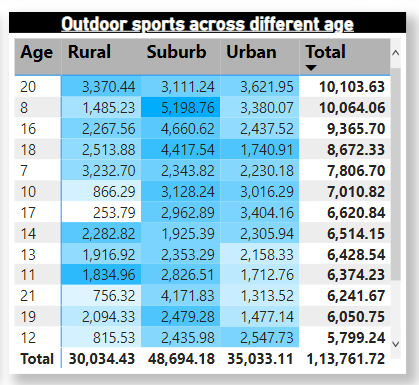 Outdoor sports across different age
Age Rural Suburb Urban Total
20 3,370.44 3,111.24 3,621.95 10,103.63
8 1,485.23 5,198.76 3,380.07 10,064.06
16 2,267.56 4,660.62 2,437.52 9,365.70
18 2,513.88 4,417.54 1,740.91 8,672.33
7 3,232.70 2,343.82 2,230.18 7,806.70
10 866.29 3,128.24 3,016.29 7,010.82
17 253.79 2,962.89 3,404.16 6,620.84
14 2,282.82 1,925.39 2,305.94 6,514.15
13 1,916.92 2,353.29 2,158.33 6,428.54
11 1,834.96 2,826.51 1,712.76 6,374.23
21 756.32 4,171.83 1,313.52 6,241.67
19 2,094.33 2,479.28 1,477.14 6,050.75
12 815.53 2,435.98 2,547.73 5,799.24
Total 30,034.43 48,694.18 35,033.11 1,13,761.72